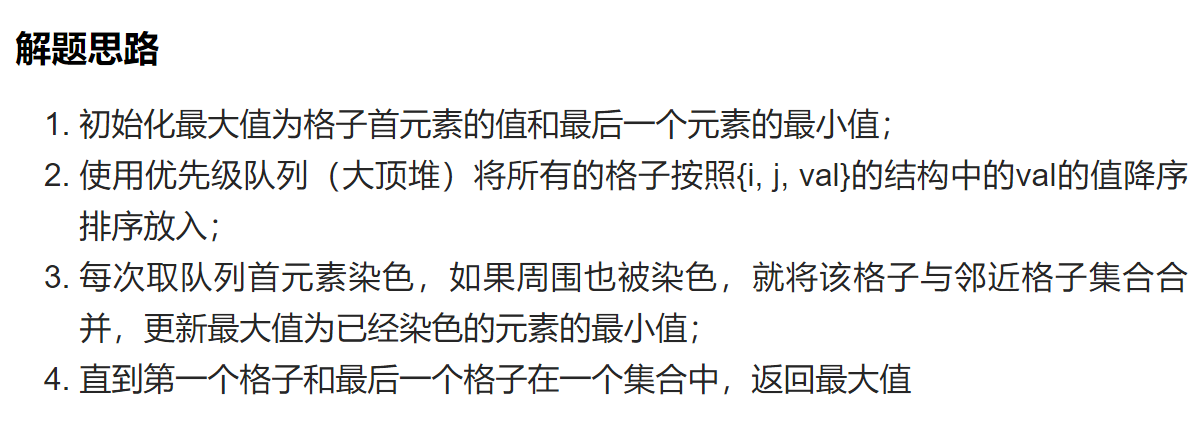 解题思路
1. 初始化最大值为格子首元素的值和最后一个元素的最小值；
2. 使用优先级队列（大顶堆）将所有的格子按照{i, j, val}的结构中的val的值降序
排序放入；
3. 每次取队列首元素染色，如果周围也被染色，就将该格子与邻近格子集合合
并，更新最大值为已经染色的元素的最小值；
4. 直到第一个格子和最后一个格子在一个集合中，返回最大值